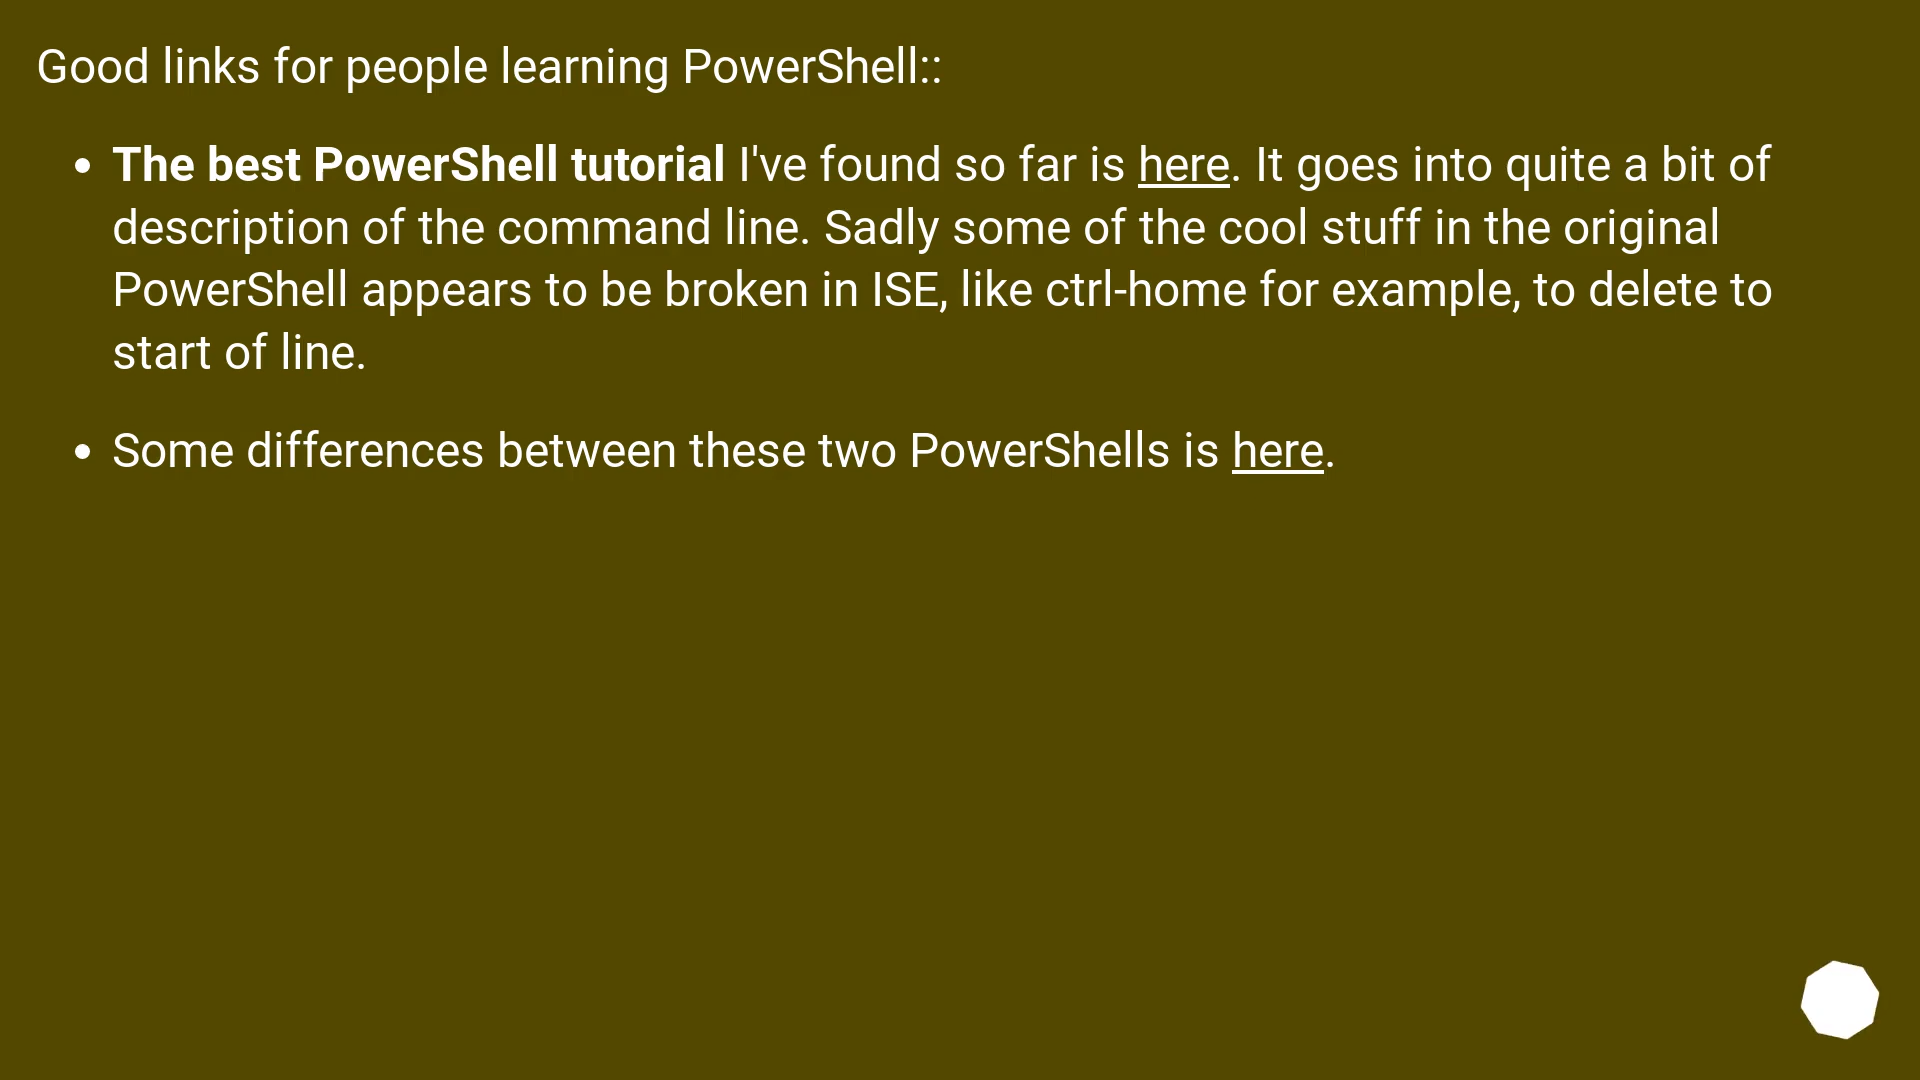 Good links for people learning PowerShell::
• The best PowerShell tutorial I've found so far is here. It goes into quite a bit of
description of the command line. Sadly some of the cool stuff in the original
PowerShell appears to be broken in ISE, like ctrl-home for example, to delete to
start of line.
• Some differences between these two PowerShells is here.